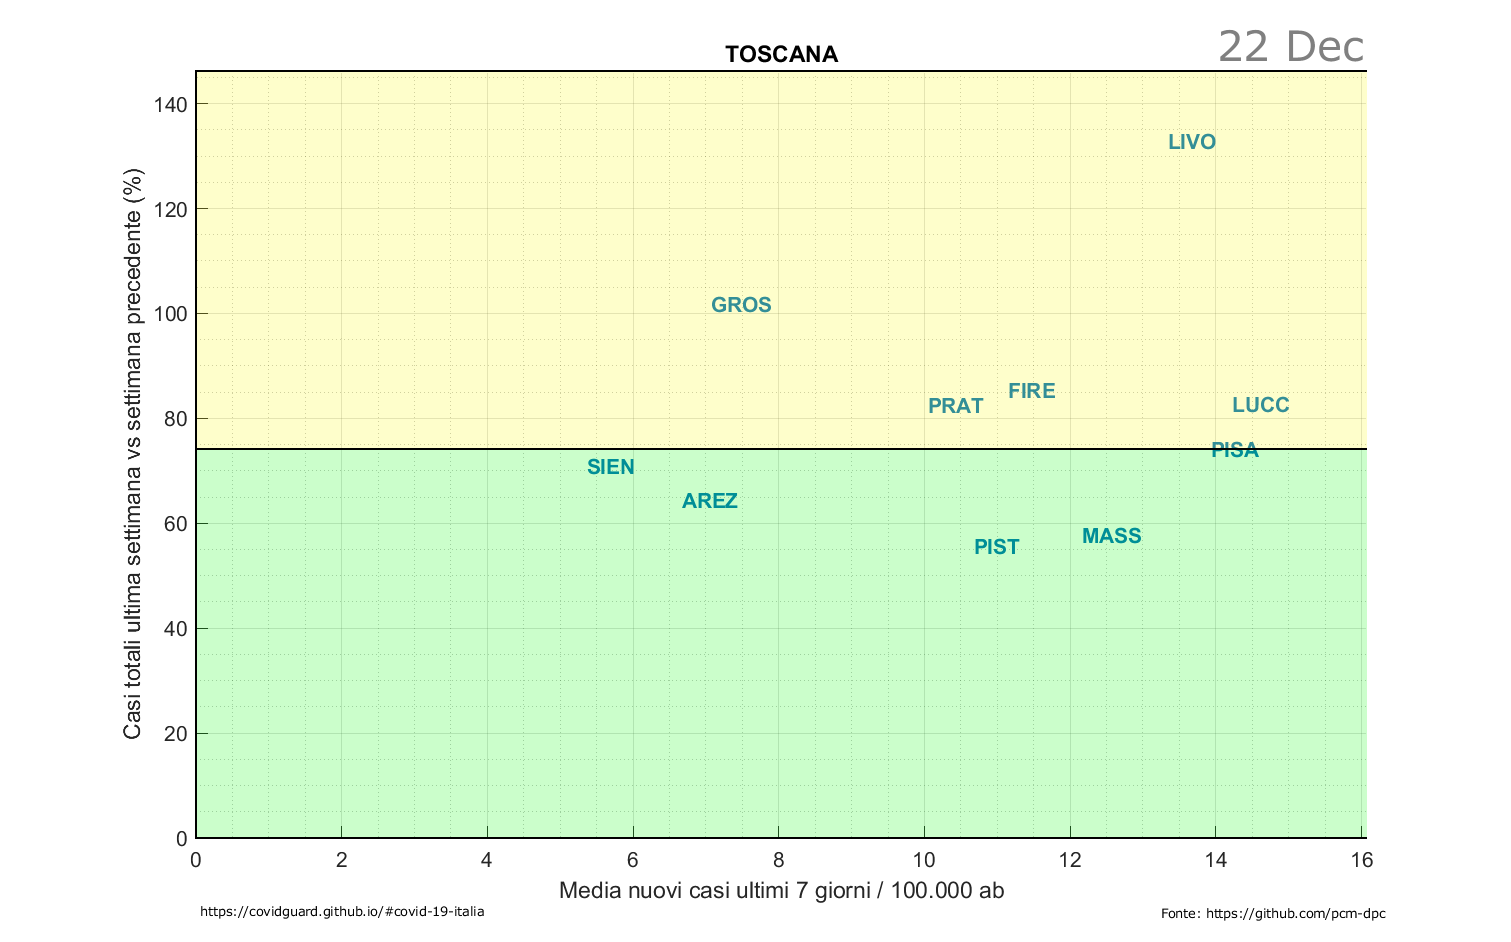 TOSCANA
22 Dec
Casi totali ultima settimana vs settimana precedente (%)
140
120
100
80
60
40
20
0
LIVO
GROS
FIRE
PRAT
LUCC
PISA
SIEN
AREZ
MASS
PIST
0 2 4 6 8 10 12 14 16
Media nuovi casi ultimi 7 giorni / 100.000 ab
https://covidguard.github.io/#covid-19-italia
Fonte: https://github.com/pcm-dpc